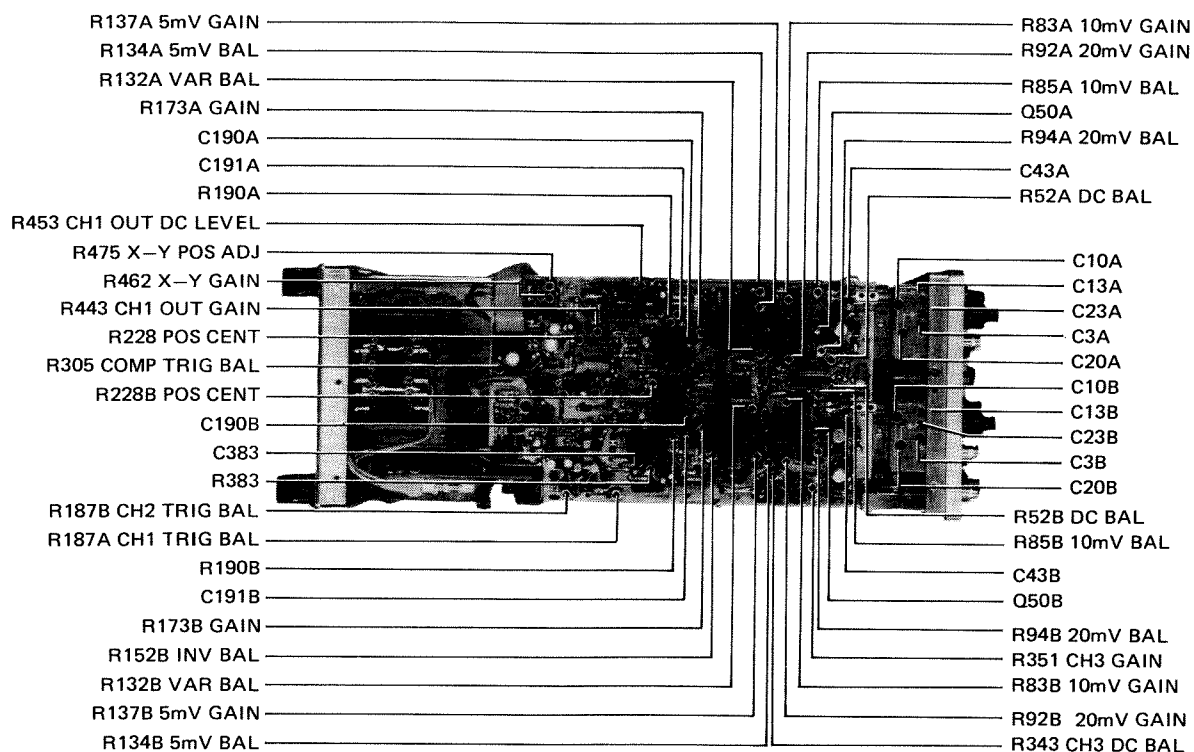 R137A 5mV GAIN
R134A 5mV BAL
R132A VAR BAL
R173A GAIN
C190A
C191A
R190A
R453 CH1 OUT DC LEVEL
R475 X–Y POS ADJ
R462 X–Y GAIN
R443 CH1 OUT GAIN
R228 POS CENT
R305 COMP TRIG BAL
R228B POS CENT
C190B
C383
R383
R187B CH2 TRIG BAL
R187A CH1 TRIG BAL
R190B
C191B
R173B GAIN
R152B INV BAL
R132B VAR BAL
R137B 5mV GAIN
R134B 5mV BAL
R83A 10mV GAIN
R92A 20mV GAIN
R85A 10mV BAL
Q50A
R94A 20mV BAL
C43A
R52A DC BAL
C10A
C13A
C23A
C3A
C20A
C10B
C13B
C23B
C3B
C20B
R52B DC BAL
R85B 10mV BAL
C43B
Q50B
R94B 20mV BAL
R351 CH3 GAIN
R83B 10mV GAIN
R92B 20mV GAIN
R343 CH3 DC BAL